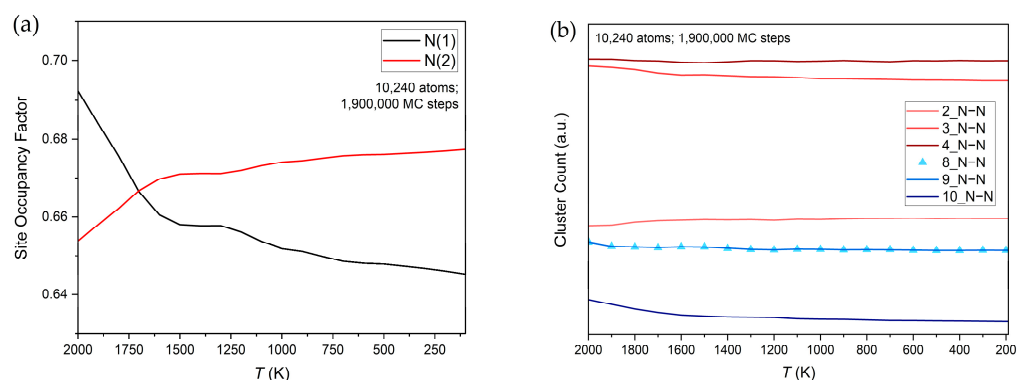 (a)
N(1)
N(2)
10,240 atoms;
1,900,000 MC steps
Site Occupancy Factor
0.70
0.68
0.66
0.64
2000 1750 1500 1250 1000 750 500 250
T (K)
(b)
10,240 atoms; 1,900,000 MC steps
2_N−N
3_N−N
4_N−N
8_N−N
9_N−N
10_N−N
Cluster Count (a.u.)
2000 1800 1600 1400 1200 1000 800 600 400 200
T (K)